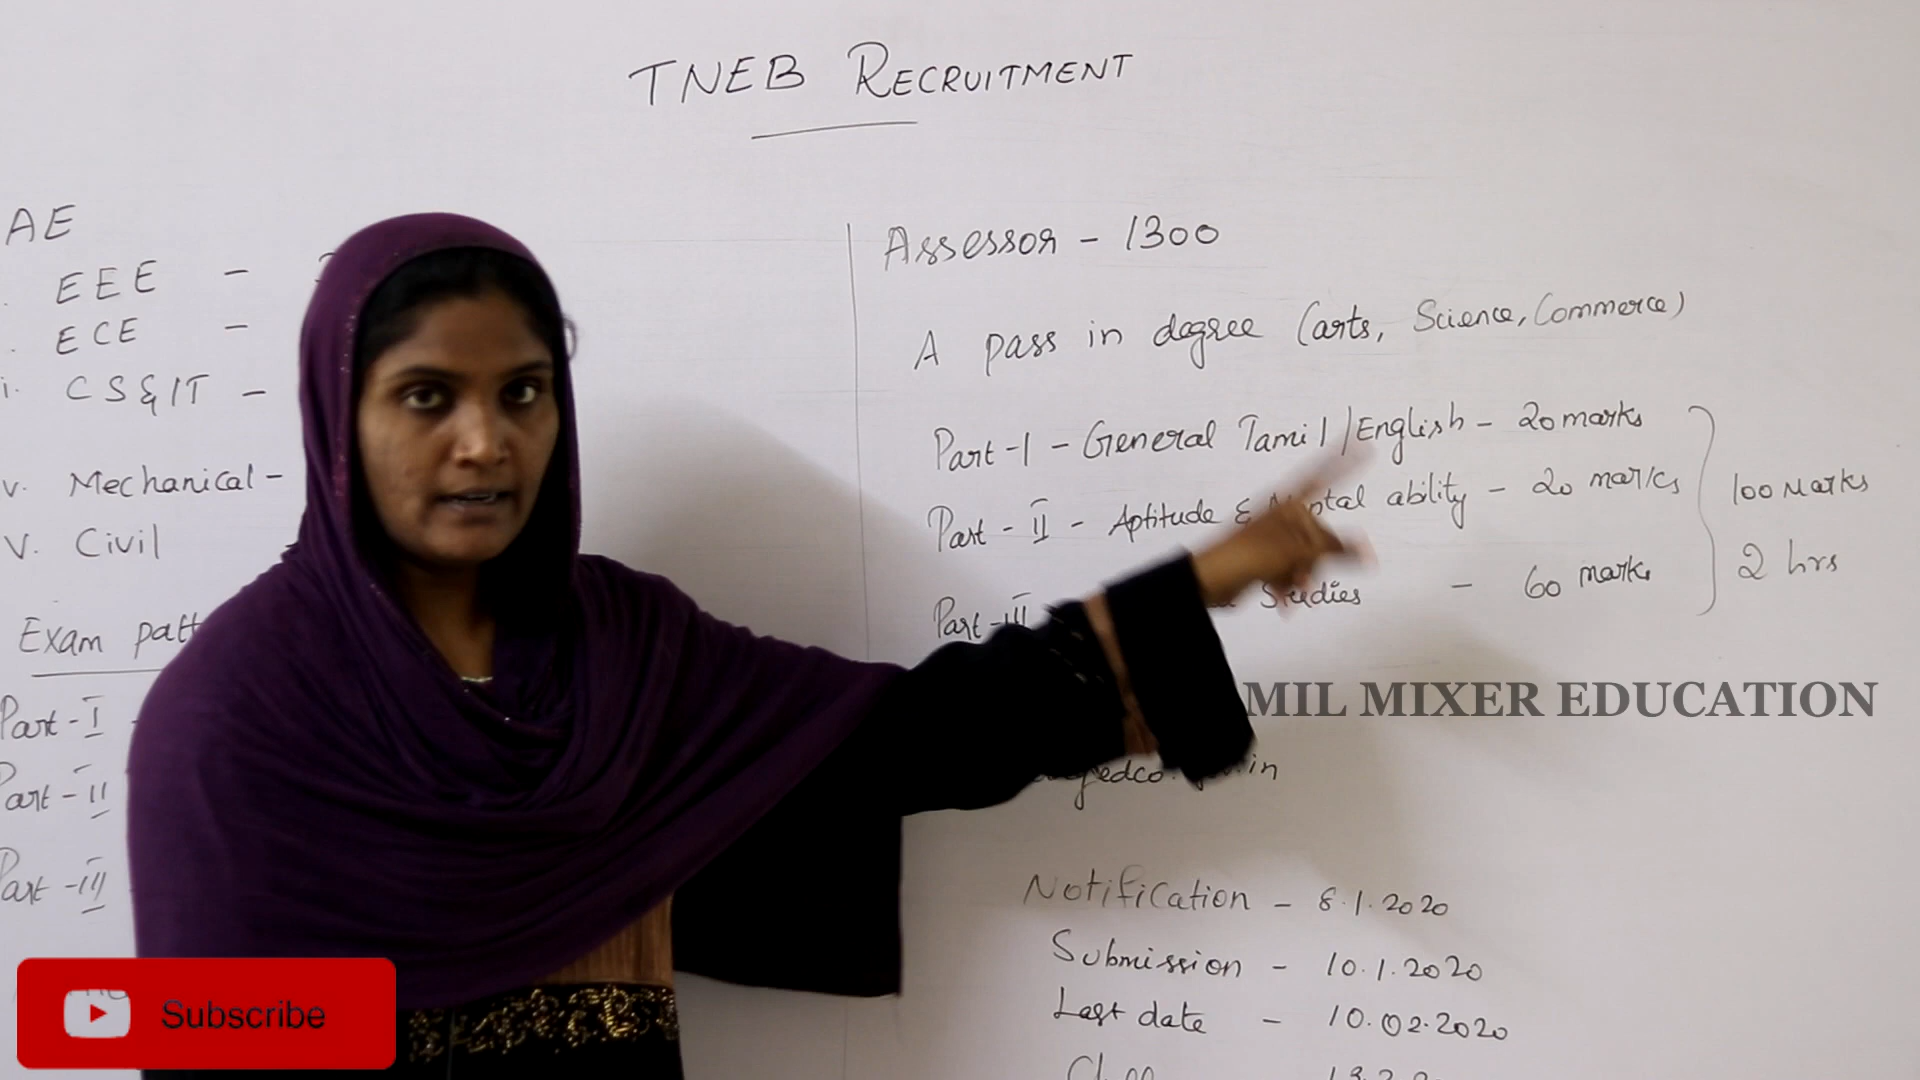 TNEB RECRUITMENT
AE
EEE -
ECE -
i. CS&IT -
v. Mechanical -
V. Civil
Exam patt
Part - I -
Part - II
Part - III
Assessor - 1300
A pass in degree (arts, Science, Commerce)
Part - I - General Tamil / English - 20 marks
Part - II - Aptitude & Mental ability - 20 marks
Part - III Studies - 60 marks
100 Marks
2 hrs
MIL MIXER EDUCATION
Notification - 8.1.2020
Submission - 10.1.2020
Last date - 10.02.2020
Subscribe